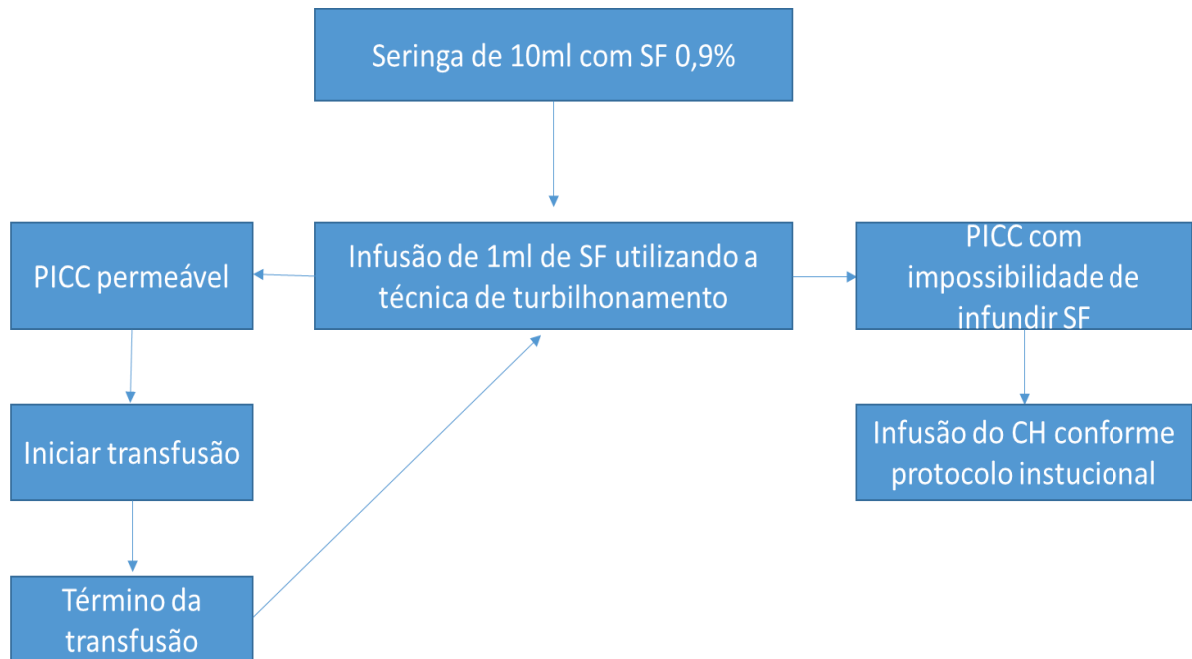 Seringa de 10ml com SF 0,9%
Infusão de 1ml de SF utilizando a
técnica de turbilhonamento
PICC permeável
PICC com
impossibilidade de
infundir SF
Iniciar transfusão
Infusão do CH conforme
protocolo instucional
Término da
transfusão